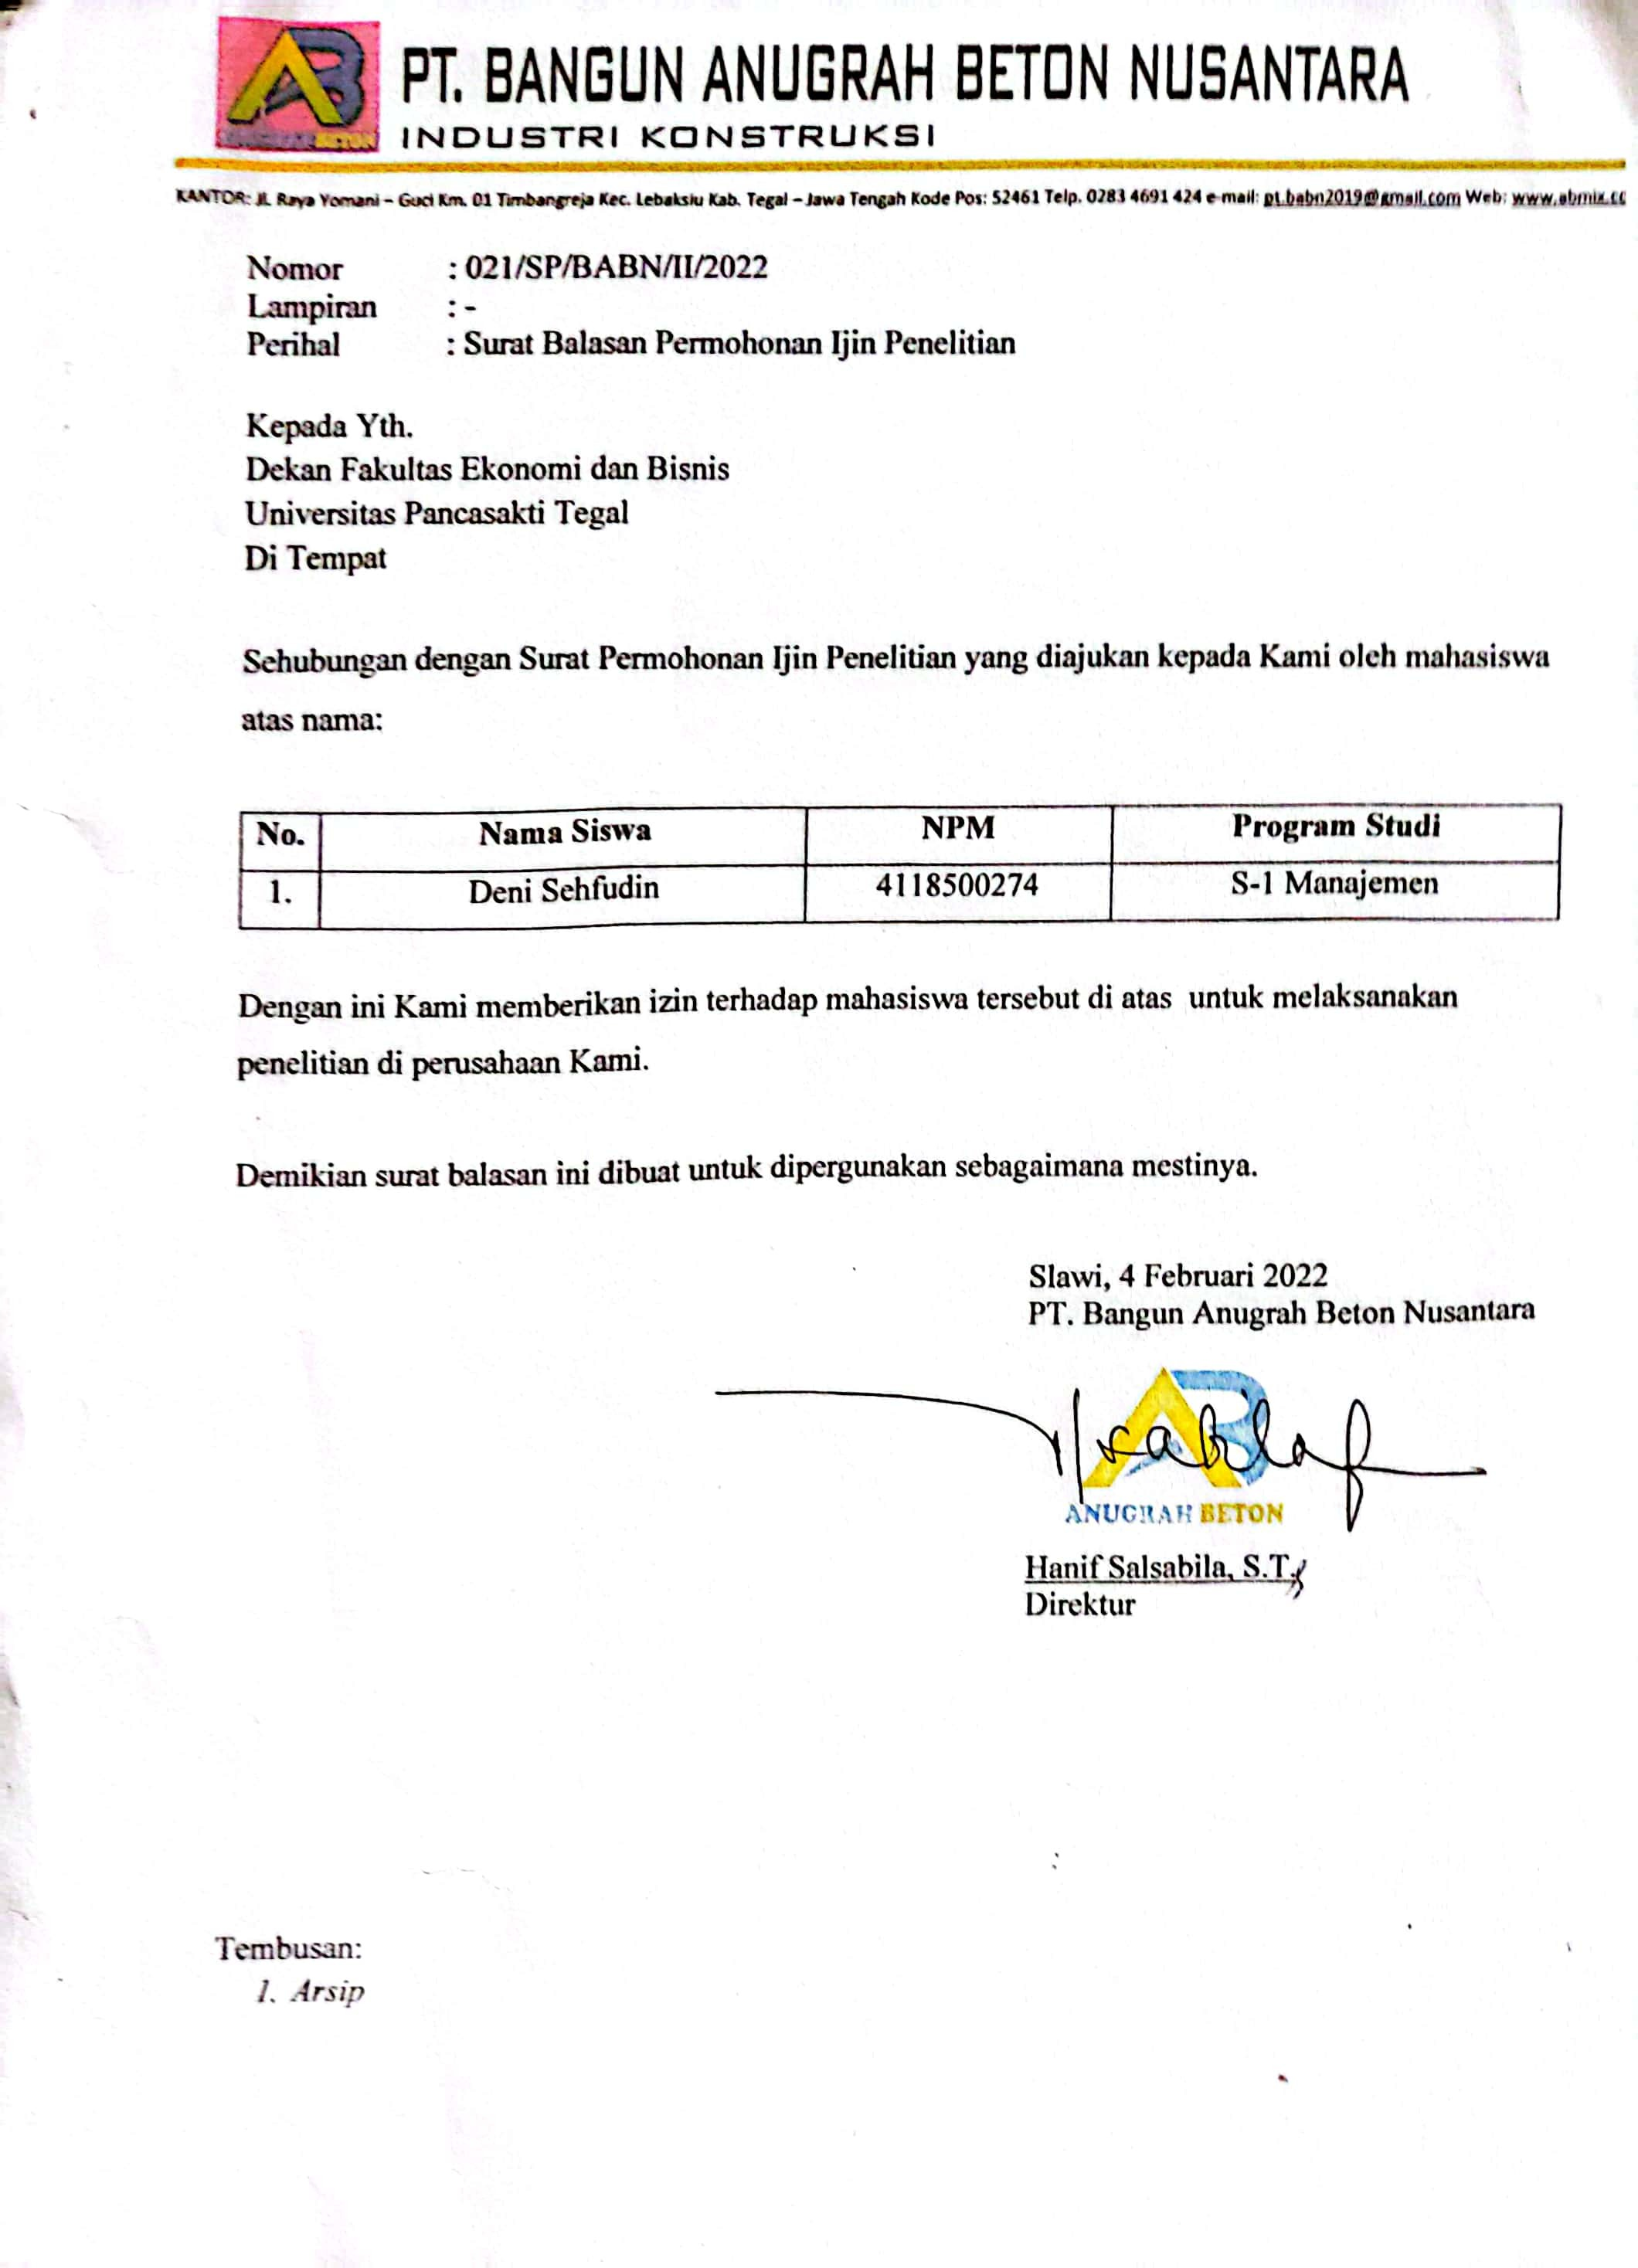 PT. BANGUN ANUGRAH BETON NUSANTARA
INDUSTRI KONSTRUKSI
KANTOR: Jl. Raya Yomani – Guci Km. 01 Timbangreja Kec. Lebaksiu Kab. Tegal – Jawa Tengah Kode Pos: 52461 Telp. 0283 4691 424 e-mail: pt.babn2019@gmail.com Web:
Nomor : 021/SP/BABN/II/2022
Lampiran : -
Perihal : Surat Balasan Permohonan Ijin Penelitian
Kepada Yth.
Dekan Fakultas Ekonomi dan Bisnis
Universitas Pancasakti Tegal
Di Tempat
Sehubungan dengan Surat Permohonan Ijin Penelitian yang diajukan kepada Kami oleh mahasiswa
atas nama:
No. Nama Siswa NPM Program Studi
1. Deni Sehfudin 4118500274 S-1 Manajemen
Dengan ini Kami memberikan izin terhadap mahasiswa tersebut di atas untuk melaksanakan
penelitian di perusahaan Kami.
Demikian surat balasan ini dibuat untuk dipergunakan sebagaimana mestinya.
Slawi, 4 Februari 2022
PT. Bangun Anugrah Beton Nusantara
ANUGRAH BETON
Hanif Salsabila, S.T.
Direktur
Tembusan:
1. Arsip